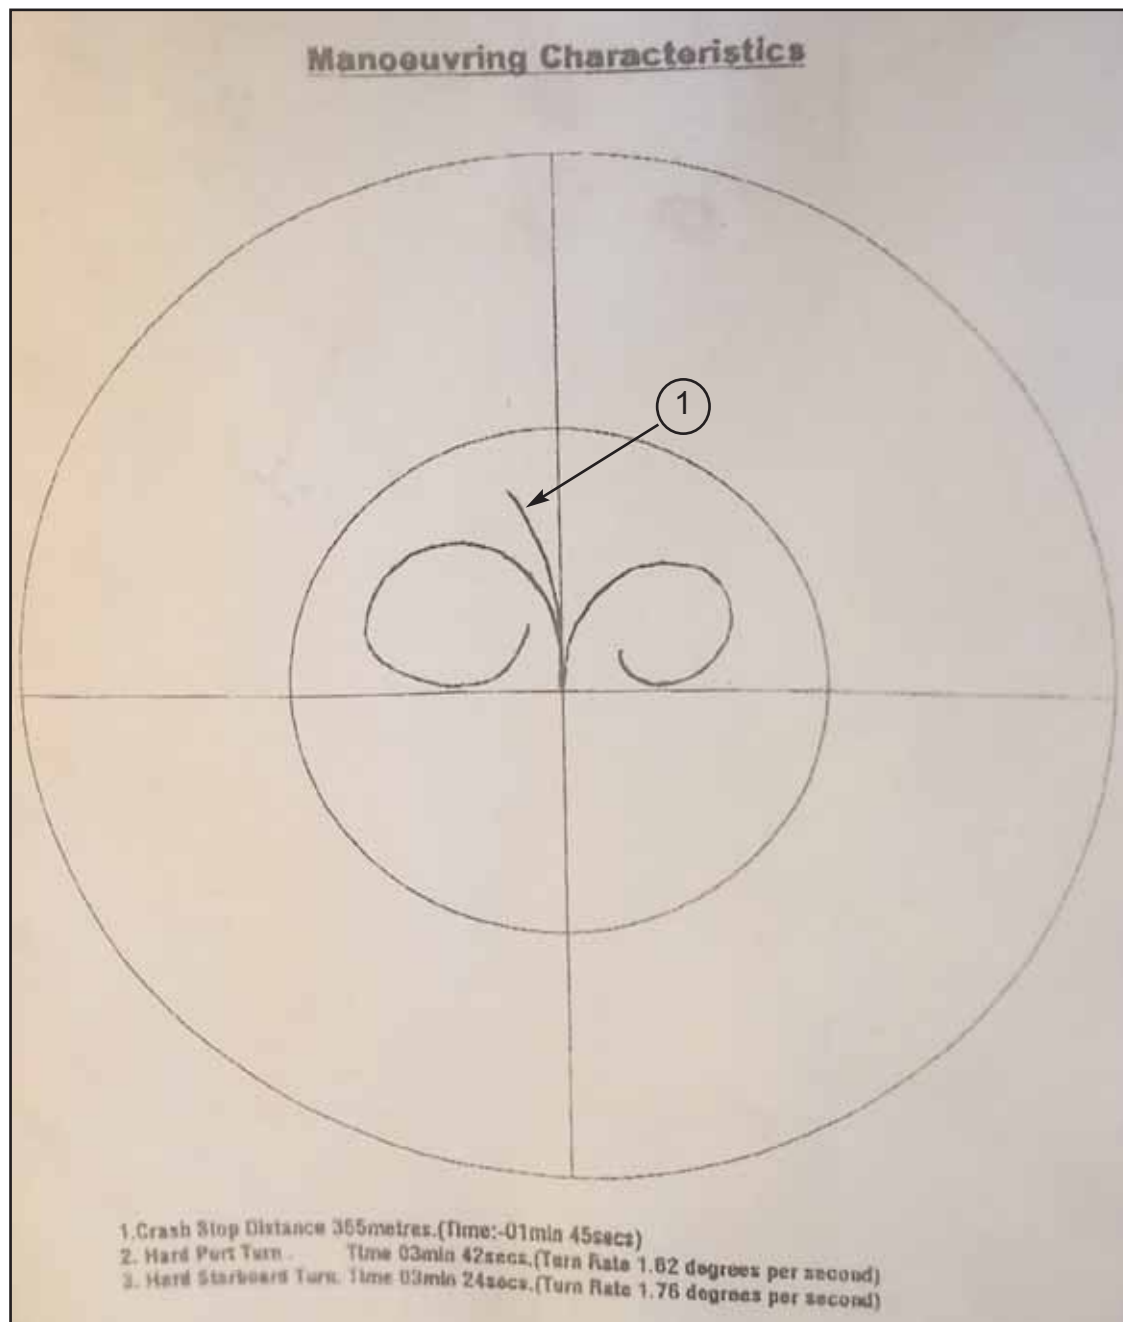 Manoeuvring Characteristics
1
1.Crash Stop Distance 365metres.(Time:-01min 45secs)
2. Hard Port Turn. Time 03min 42secs.(Turn Rate 1.62 degrees per second)
3. Hard Starboard Turn. Time 03min 24secs.(Turn Rate 1.76 degrees per second)